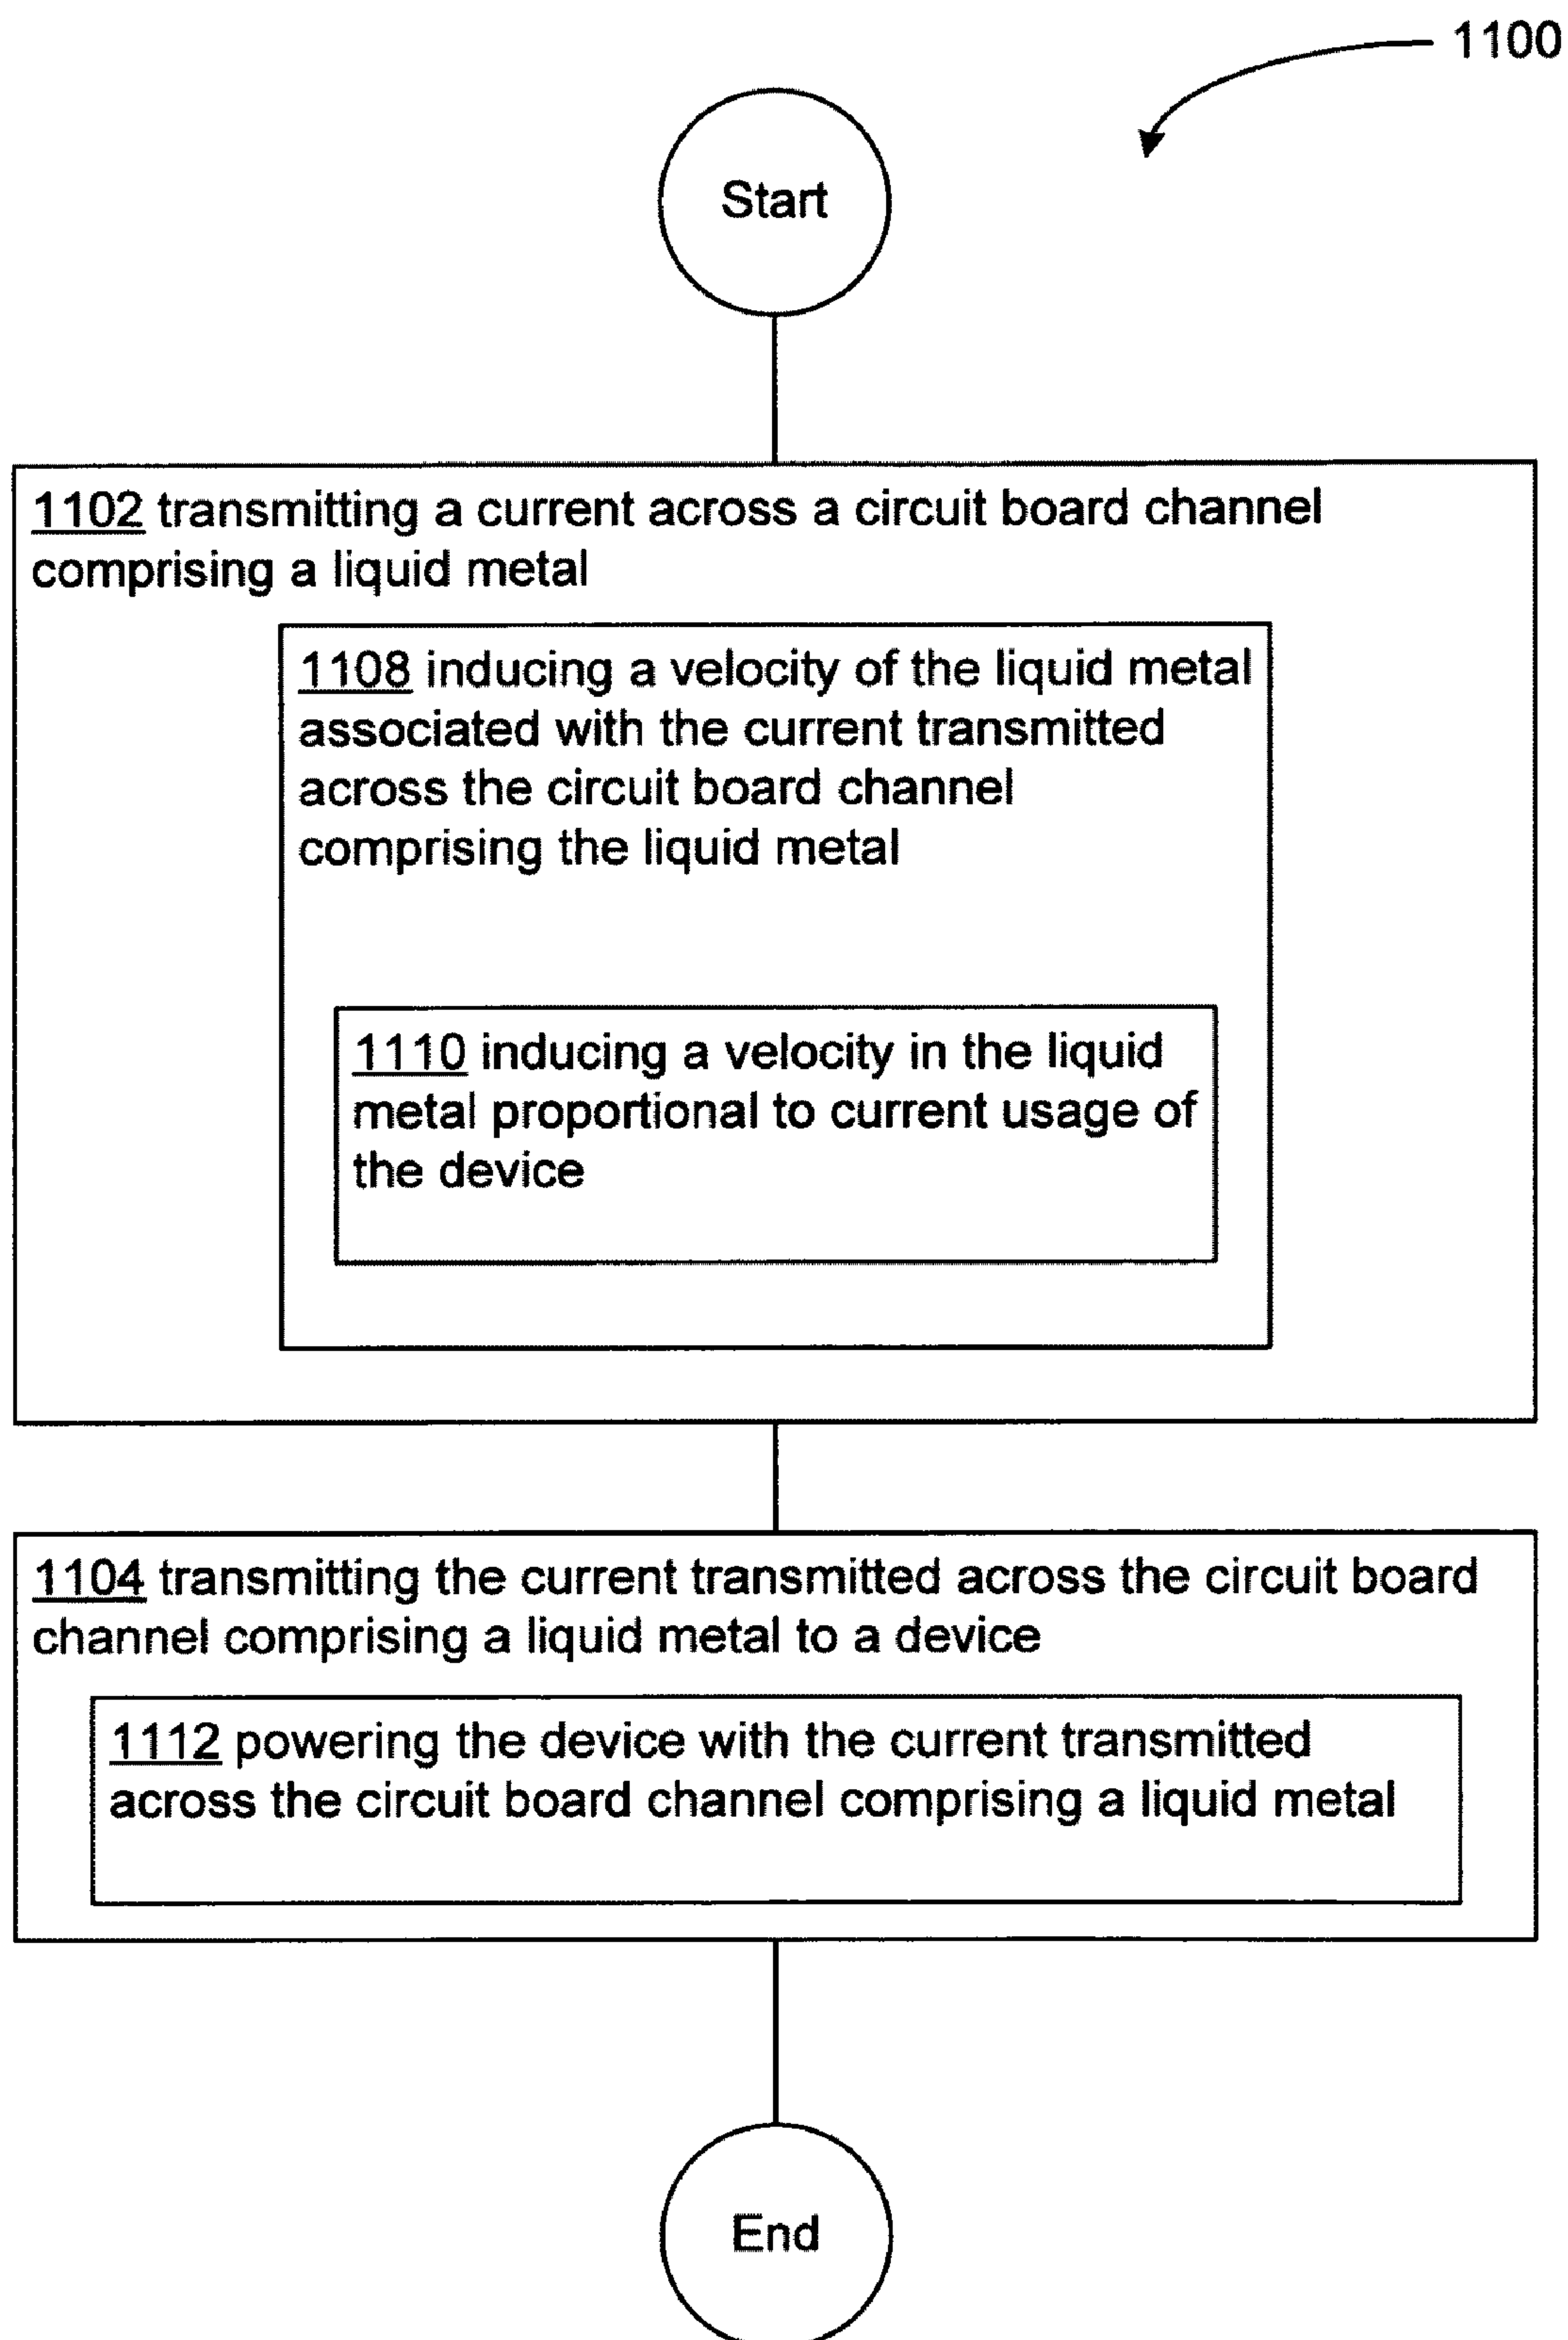 1100
Start
1102 transmitting a current across a circuit board channel
comprising a liquid metal
1108 inducing a velocity of the liquid metal
associated with the current transmitted
across the circuit board channel
comprising the liquid metal
1110 inducing a velocity in the liquid
metal proportional to current usage of
the device
1104 transmitting the current transmitted across the circuit board
channel comprising a liquid metal to a device
1112 powering the device with the current transmitted
across the circuit board channel comprising a liquid metal
End